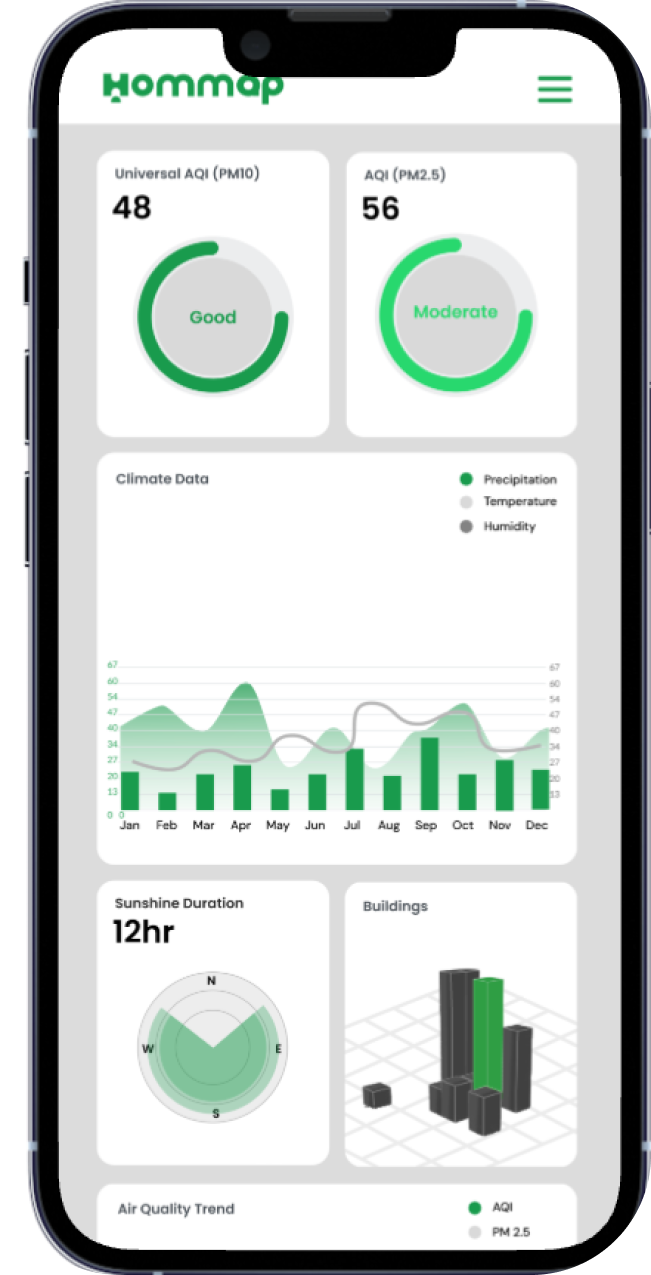 Hommap
Universal AQI (PM10)
48
Good
AQI (PM2.5)
56
Moderate
Climate Data
Precipitation
Temperature
Humidity
67 67
60 60
54 54
47 47
40 40
34 34
27 27
20 20
13 13
0 0
Jan Feb Mar Apr May Jun Jul Aug Sep Oct Nov Dec
Sunshine Duration
12hr
N
W E
S
Buildings
Air Quality Trend
AQI
PM 2.5